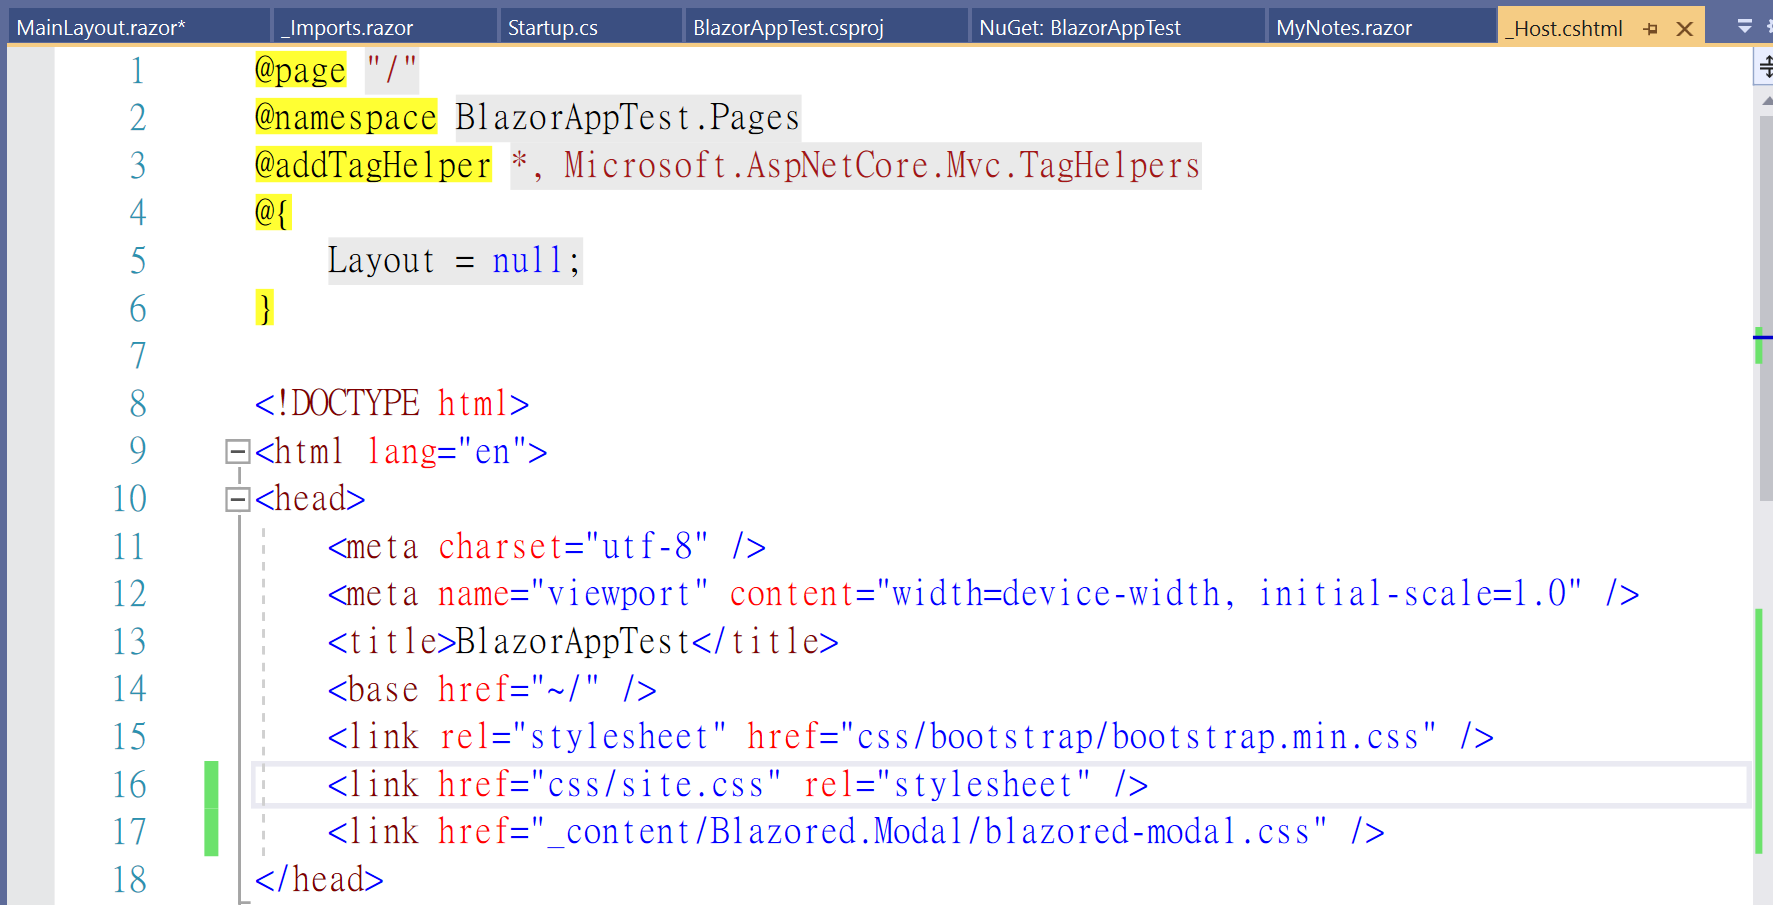 MainLayout.razor* _Imports.razor Startup.cs BlazorAppTest.csproj NuGet: BlazorAppTest MyNotes.razor _Host.cshtml
1 @page "/"
2 @namespace BlazorAppTest.Pages
3 @addTagHelper *, Microsoft.AspNetCore.Mvc.TagHelpers
4 @{
5 Layout = null;
6 }
7
8 <!DOCTYPE html>
9 <html lang="en">
10 <head>
11 <meta charset="utf-8" />
12 <meta name="viewport" content="width=device-width, initial-scale=1.0" />
13 <title>BlazorAppTest</title>
14 <base href="~/" />
15 <link rel="stylesheet" href="css/bootstrap/bootstrap.min.css" />
16 <link href="css/site.css" rel="stylesheet" />
17 <link href="_content/Blazored.Modal/blazored-modal.css" />
18 </head>